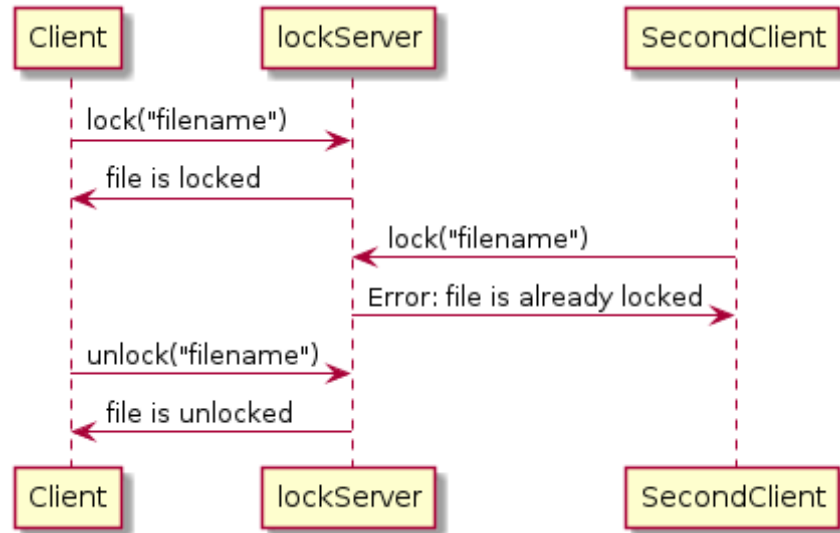 Client lockServer SecondClient
lock("filename")
file is locked
lock("filename")
Error: file is already locked
unlock("filename")
file is unlocked
Client lockServer SecondClient